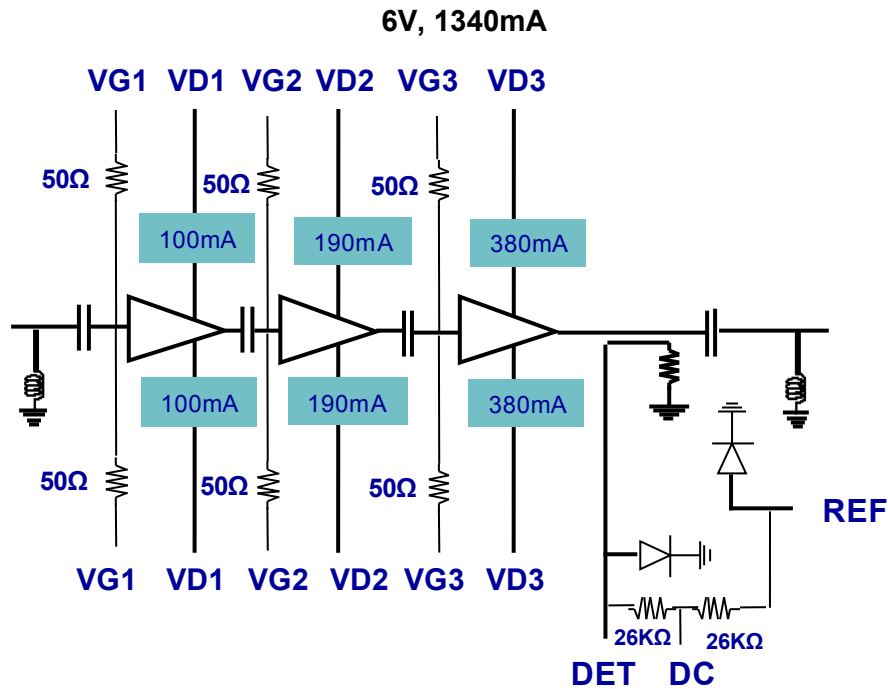 6V, 1340mA
VG1 VD1 VG2 VD2 VG3 VD3
50Ω 50Ω 50Ω
100mA 190mA 380mA
100mA 190mA 380mA
50Ω 50Ω 50Ω
REF
VG1 VD1 VG2 VD2 VG3 VD3
26KΩ 26KΩ
DET DC